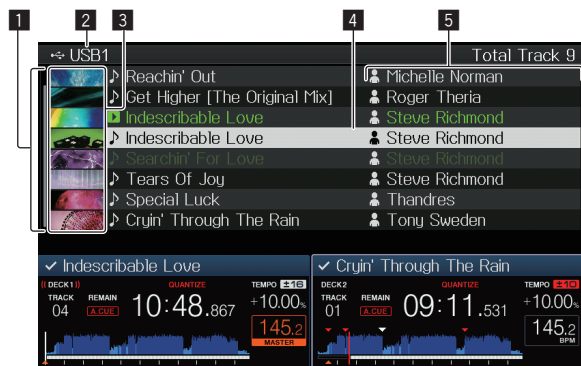 1 2 3 4 5
USB1 Total Track 9
Reachin' Out Michelle Norman
Get Higher [The Original Mix] Roger Theria
Indescribable Love Steve Richmond
Indescribable Love Steve Richmond
Searchin' For Love Steve Richmond
Tears Of Joy Steve Richmond
Special Luck Thandres
Cryin' Through The Rain Tony Sweden
Indescribable Love
DECK1 QUANTIZE TEMPO ±16
TRACK 04 REMAIN A.CUE 10:48.867 +10.00%
145.2
MASTER
Cryin' Through The Rain
DECK2 QUANTIZE TEMPO ±10
TRACK 01 REMAIN A.CUE 09:11.531 +10.00%
145.2
BPM